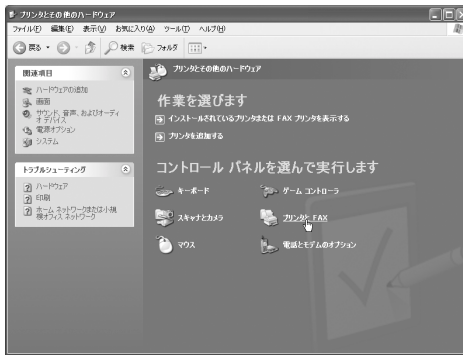 プリンタとその他のハードウェア
ファイル(F) 編集(E) 表示(V) お気に入り(A) ツール(T) ヘルプ(H)
戻る 検索 フォルダ
関連項目
ハードウェアの追加
画面
サウンド、音声、およびオーディ
オ デバイス
電源オプション
システム
トラブルシューティング
ハードウェア
印刷
ホーム ネットワークまたは小規
模オフィス ネットワーク
プリンタとその他のハードウェア
作業を選びます
インストールされているプリンタまたは FAX プリンタを表示する
プリンタを追加する
コントロール パネルを選んで実行します
キーボード
ゲーム コントローラ
スキャナとカメラ
プリンタと FAX
マウス
電話とモデムのオプション